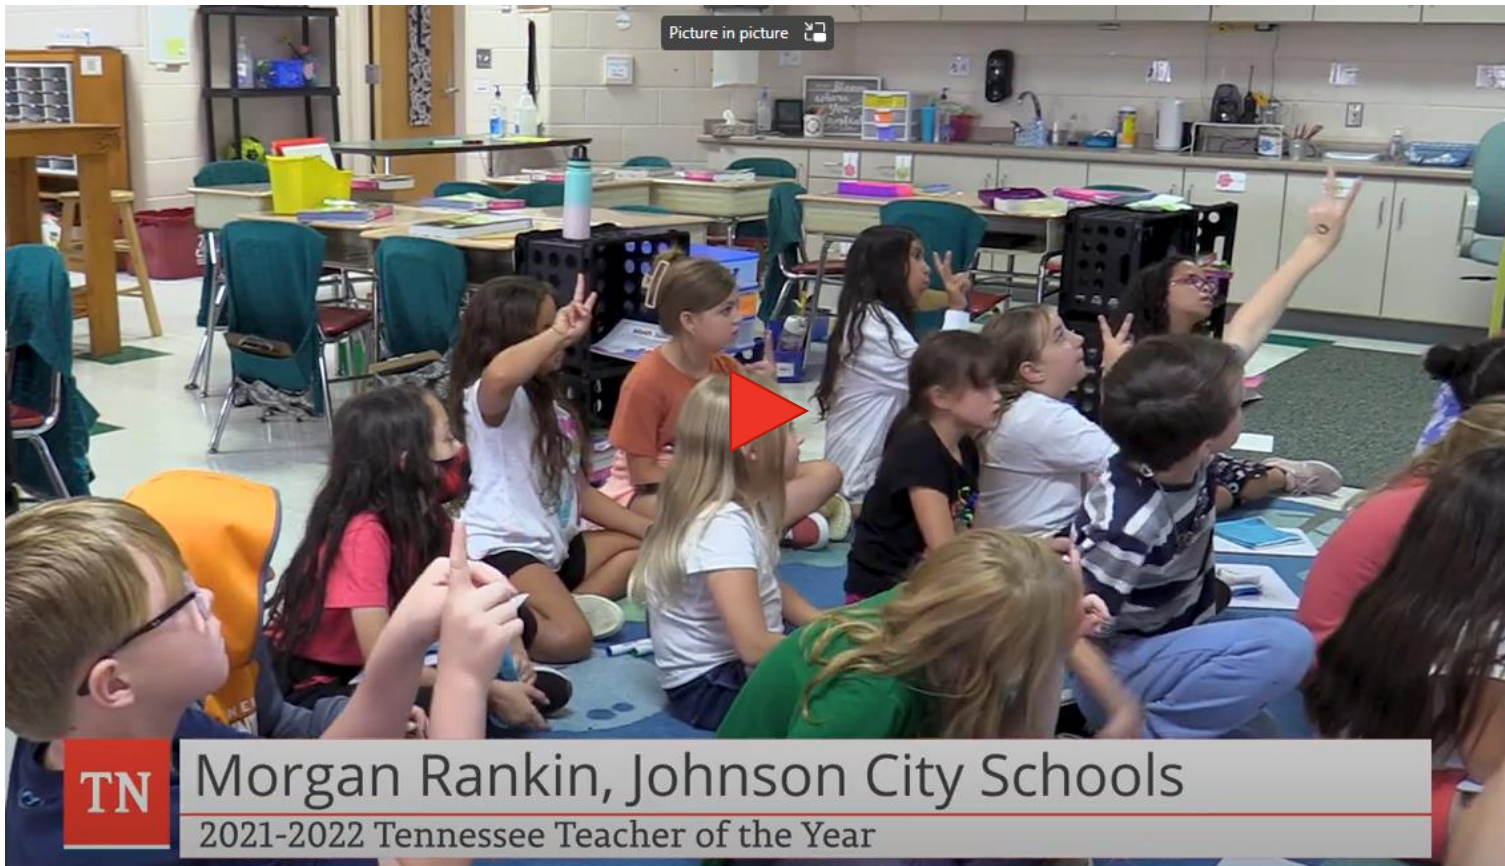 Picture in picture
TN
Morgan Rankin, Johnson City Schools
2021-2022 Tennessee Teacher of the Year